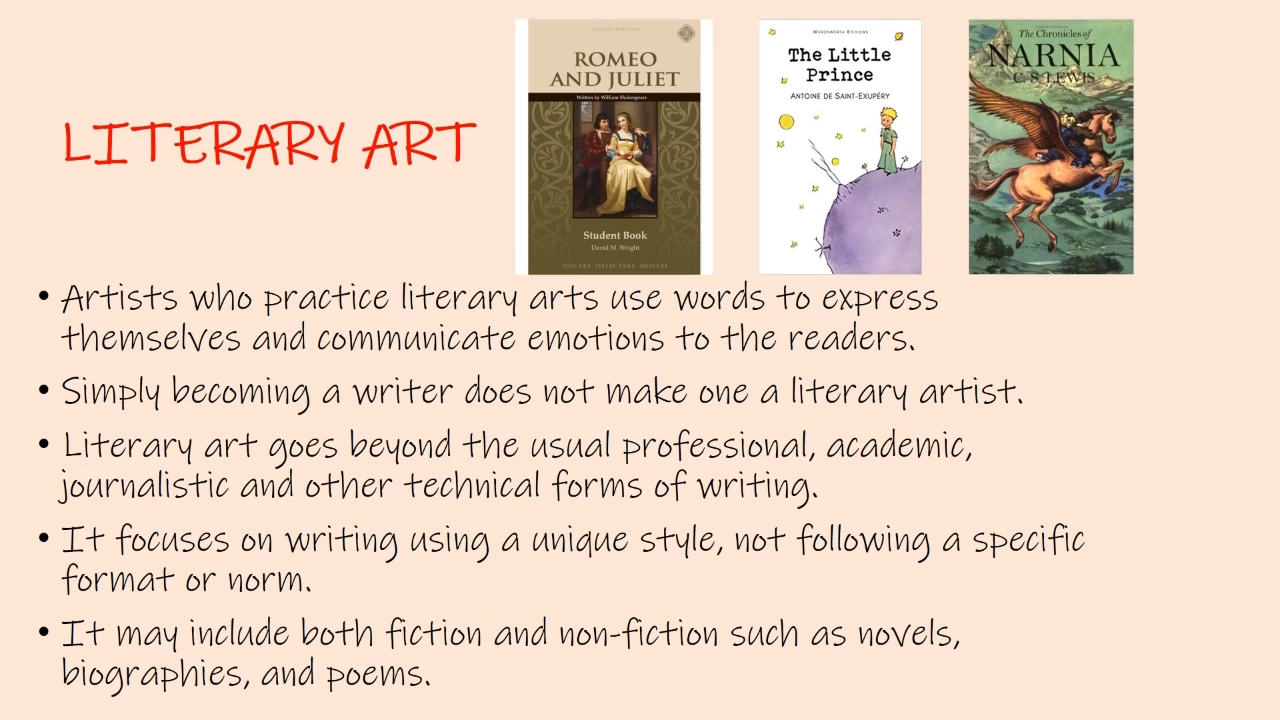 LITERARY ART
SECOND EDITION
ROMEO
AND JULIET
Written by William Shakespeare
Student Book
David M. Wright
DOCERE, DELECTARE, MOVERE
WORDSWORTH EDITIONS
The Little
Prince
ANTOINE DE SAINT-EXUPÉRY
The Chronicles of
NARNIA
C. S. LEWIS
• Artists who practice literary arts use words to express
themselves and communicate emotions to the readers.
• Simply becoming a writer does not make one a literary artist.
• Literary art goes beyond the usual professional, academic,
journalistic and other technical forms of writing.
• It focuses on writing using a unique style, not following a specific
format or norm.
• It may include both fiction and non-fiction such as novels,
biographies, and poems.